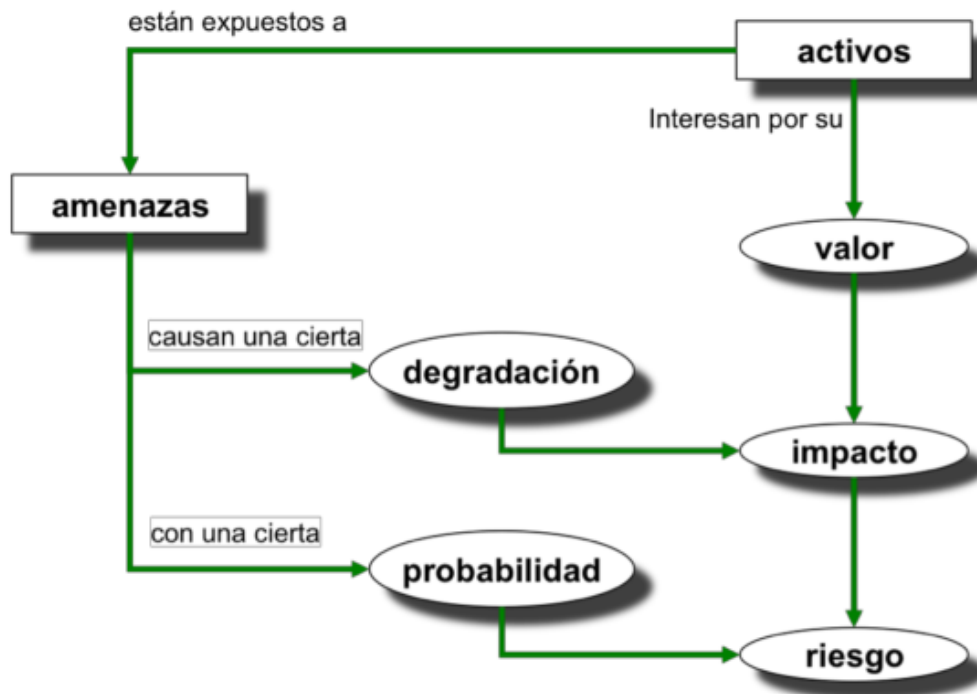 están expuestos a
activos
Interesan por su
amenazas
valor
causan una cierta
degradación
impacto
con una cierta
probabilidad
riesgo